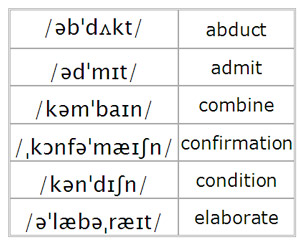 /əbˈdʌkt/ abduct
/ədˈmɪt/ admit
/kəmˈbaɪn/ combine
/ˌkɔnfəˈmæɪʃn/ confirmation
/kənˈdɪʃn/ condition
/əˈlæbəˌræɪt/ elaborate